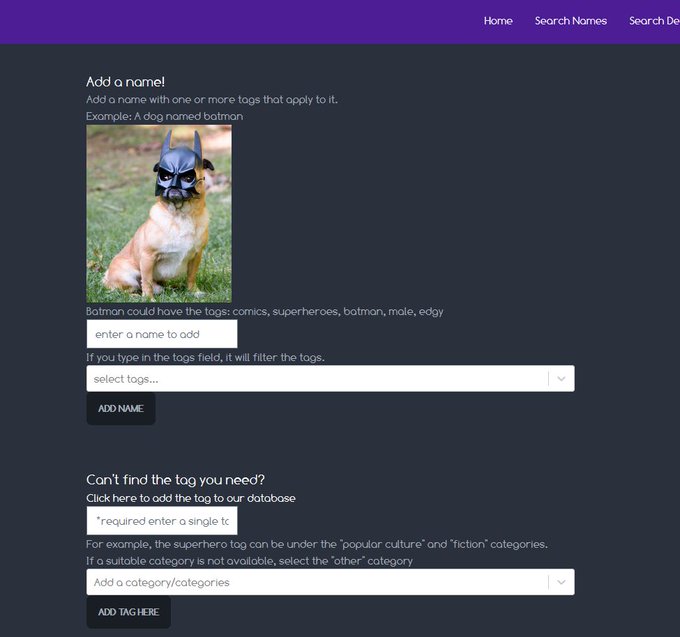 Home Search Names Search De
Add a name!
Add a name with one or more tags that apply to it.
Example: A dog named batman
Batman could have the tags: comics, superheroes, batman, male, edgy
enter a name to add
If you type in the tags field, it will filter the tags.
select tags...
ADD NAME
Can't find the tag you need?
Click here to add the tag to our database
*required enter a single ta
For example, the superhero tag can be under the "popular culture" and "fiction" categories.
If a suitable category is not available, select the "other" category
Add a category/categories
ADD TAG HERE